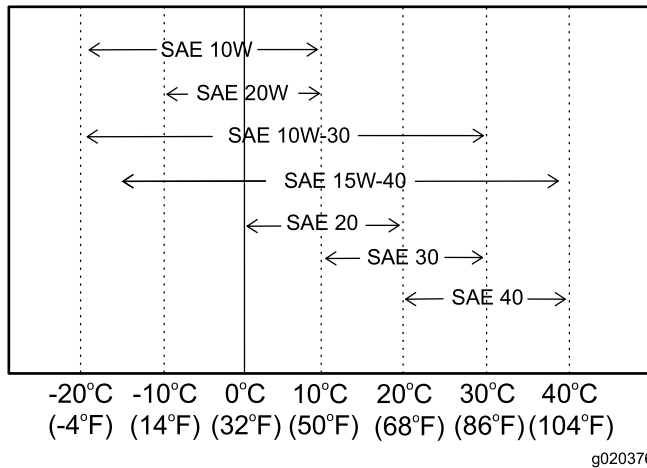 SAE 10W
SAE 20W
SAE 10W-30
SAE 15W-40
SAE 20
SAE 30
SAE 40
-20°C -10°C 0°C 10°C 20°C 30°C 40°C
(-4°F) (14°F) (32°F) (50°F) (68°F) (86°F) (104°F)
g020376